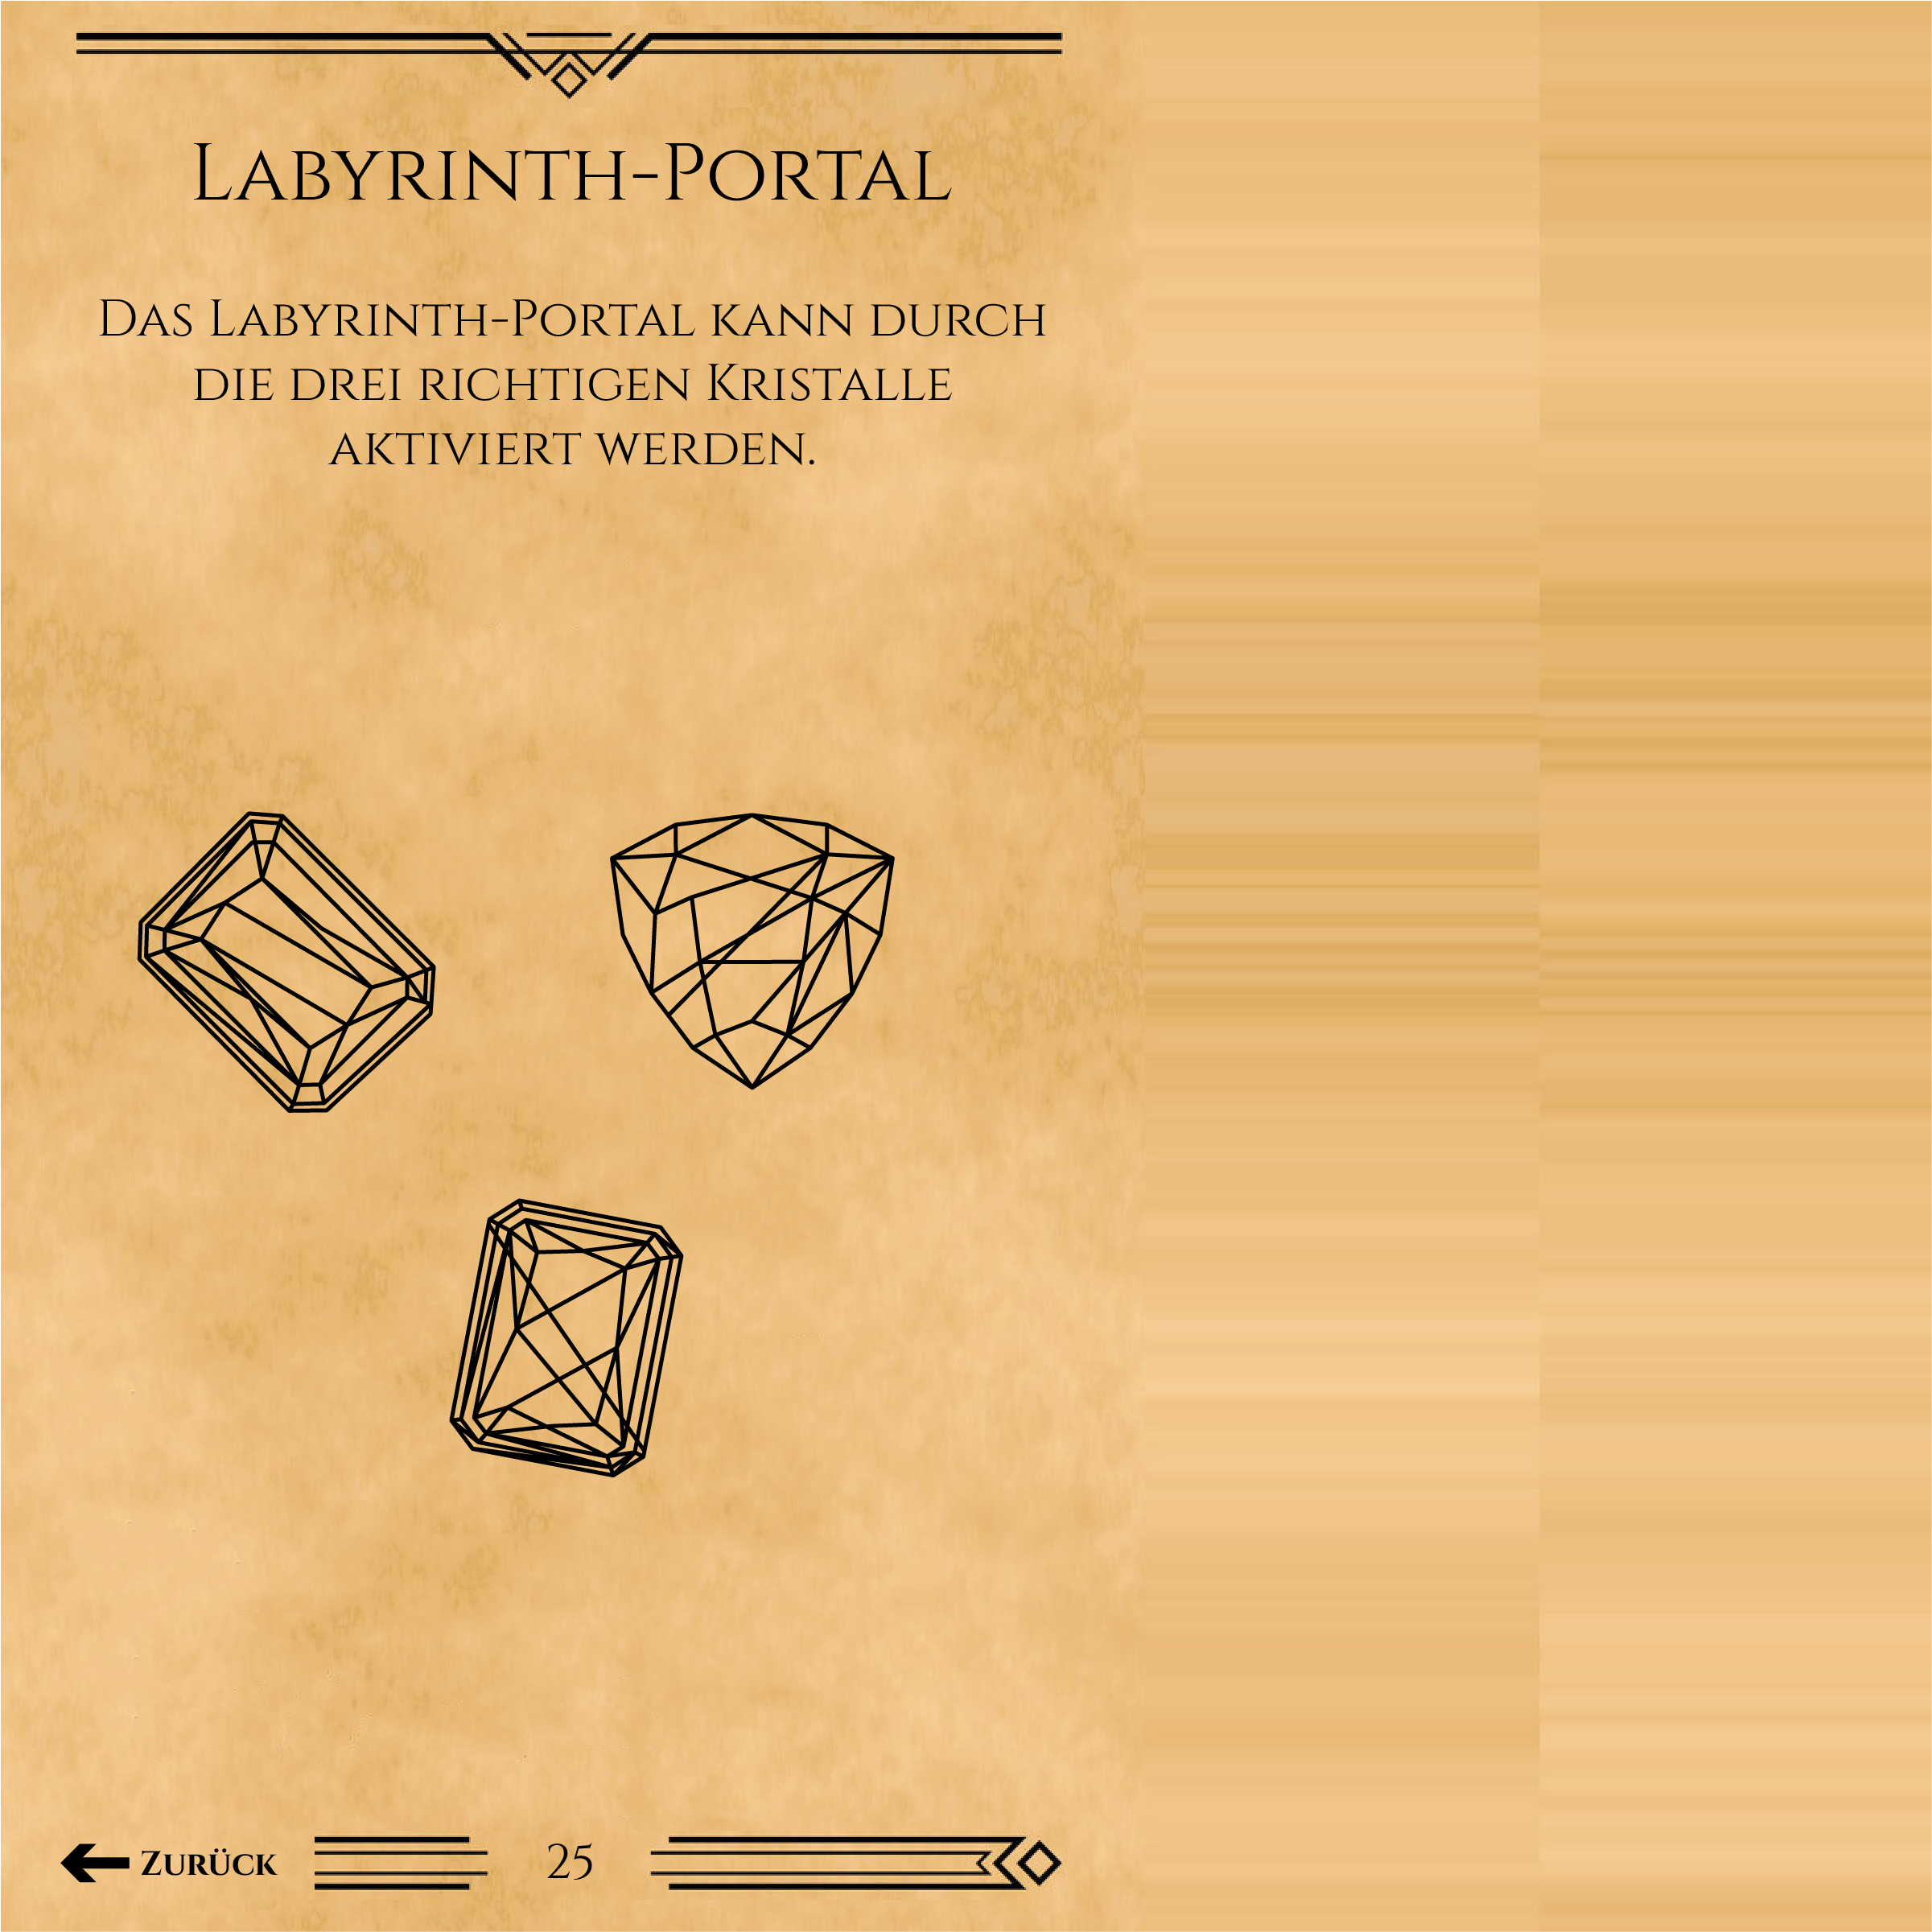 Labyrinth-Portal
Das Labyrinth-Portal kann durch
die drei richtigen Kristalle
aktiviert werden.
Zurück
25